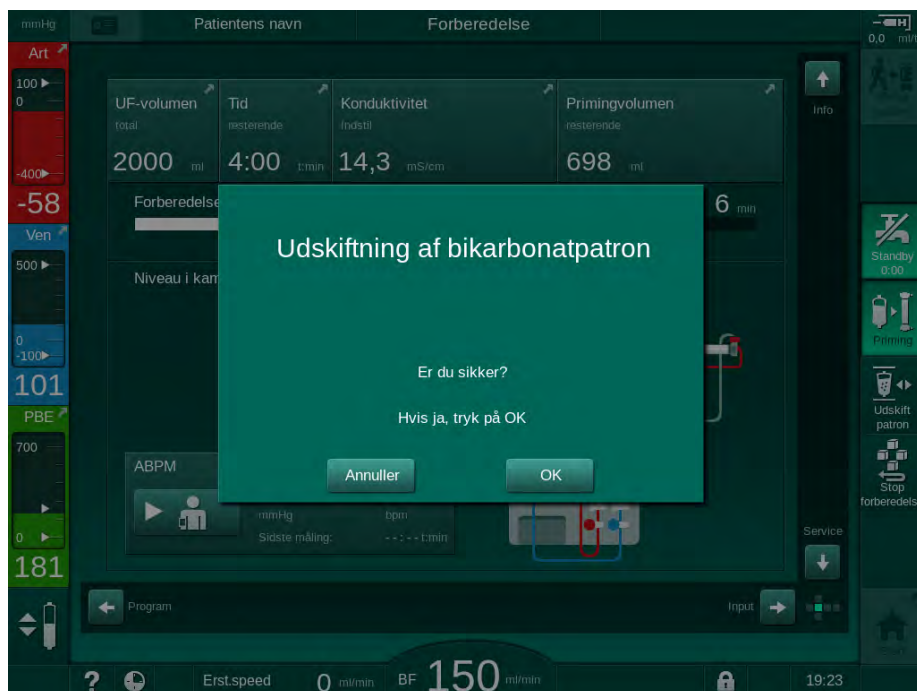 mmHg
Patientens navn
Forberedelse
0,0 ml/t
Art
100
0
-400
-58
Ven
500
0
-100
101
PBE
700
0
181
UF-volumen
total
2000 ml
Tid
resterende
4:00 t:min
Konduktivitet
Indstil
14,3 mS/cm
Primingvolumen
resterende
698 ml
Info
Forberedelse
6 min
Niveau i kam
Udskiftning af bikarbonatpatron
Er du sikker?
Hvis ja, tryk på OK
Annuller
OK
ABPM
mmHg
bpm
Sidste måling:
--:-- t:min
Service
Standby
0:00
Priming
Udskift
patron
Stop
forberedels
Program
Input
?
Erst.speed
0 ml/min
BF 150 ml/min
19:23